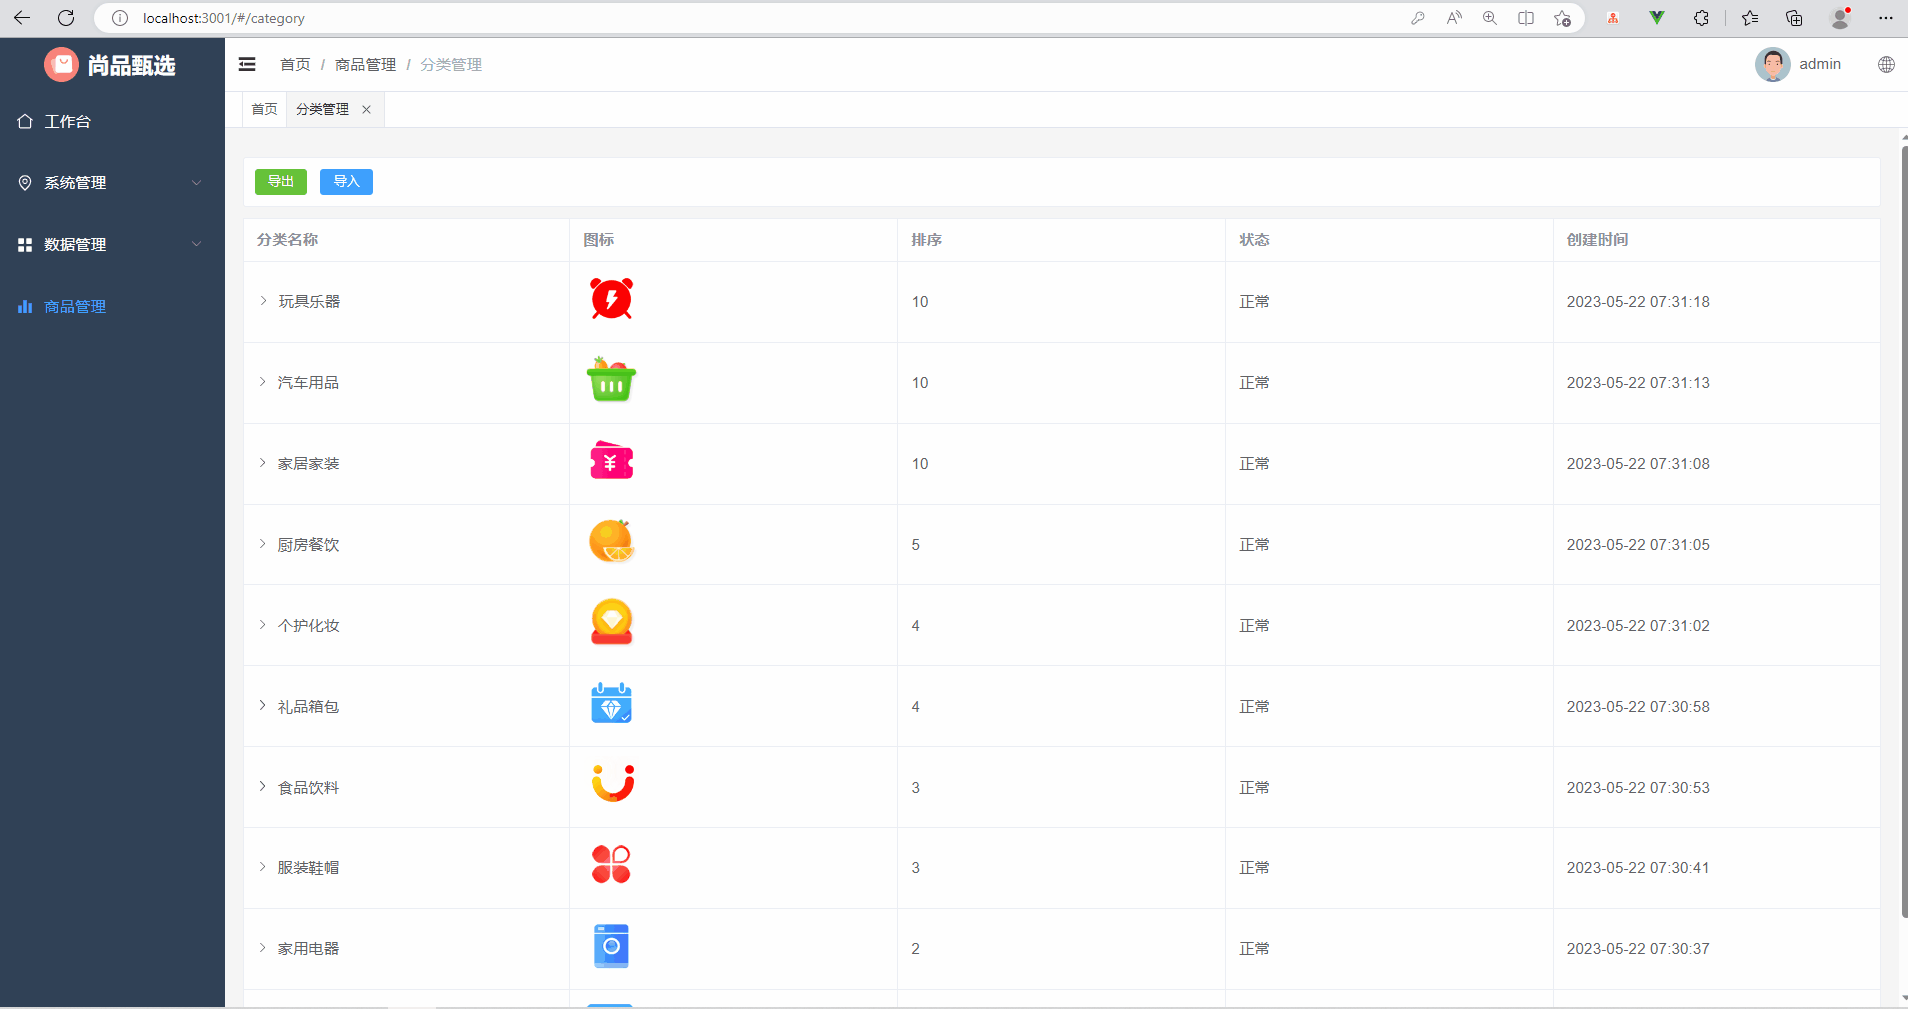 localhost:3001/#/category
尚品甄选
首页 / 商品管理 / 分类管理
admin
首页 分类管理
工作台
系统管理
数据管理
商品管理
导出 导入
分类名称 图标 排序 状态 创建时间
玩具乐器 10 正常 2023-05-22 07:31:18
汽车用品 10 正常 2023-05-22 07:31:13
家居家装 10 正常 2023-05-22 07:31:08
厨房餐饮 5 正常 2023-05-22 07:31:05
个护化妆 4 正常 2023-05-22 07:31:02
礼品箱包 4 正常 2023-05-22 07:30:58
食品饮料 3 正常 2023-05-22 07:30:53
服装鞋帽 3 正常 2023-05-22 07:30:41
家用电器 2 正常 2023-05-22 07:30:37